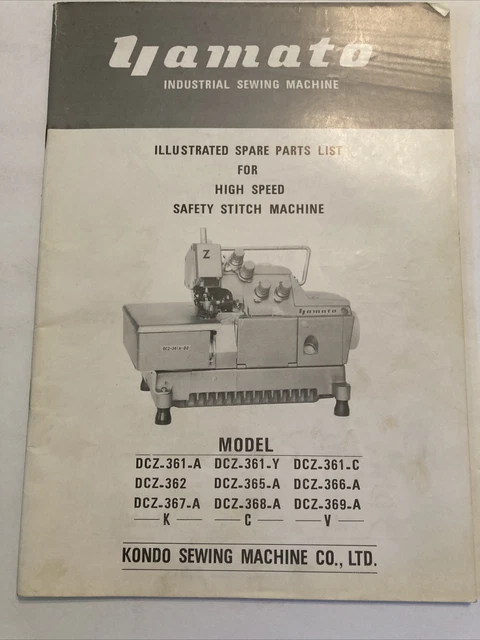 Yamato
INDUSTRIAL SEWING MACHINE
ILLUSTRATED SPARE PARTS LIST
FOR
HIGH SPEED
SAFETY STITCH MACHINE
Z
Yamato
MODEL
DCZ-361-A DCZ-361-Y DCZ-361-C
DCZ-362 DCZ-365-A DCZ-366-A
DCZ-367-A DCZ-368-A DCZ-369-A
K C V
KONDO SEWING MACHINE CO., LTD.